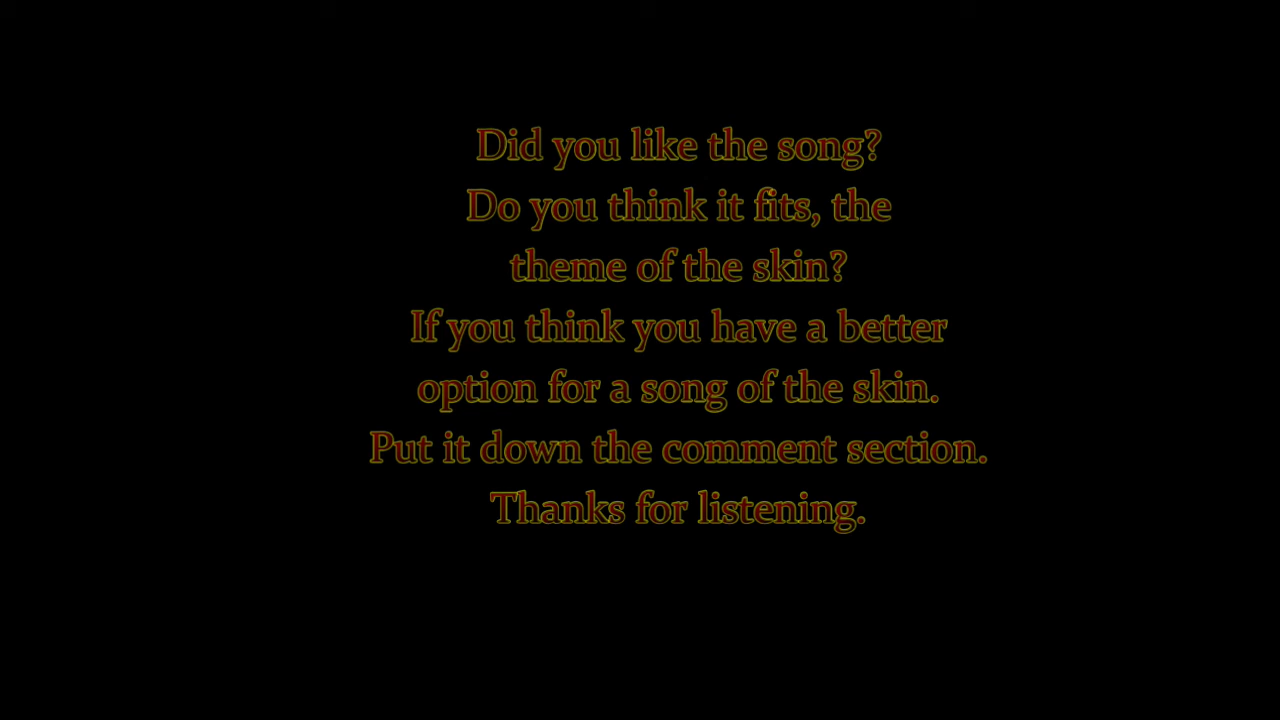 Did you like the song?
Do you think it fits, the
theme of the skin?
If you think you have a better
option for a song of the skin.
Put it down the comment section.
Thanks for listening.